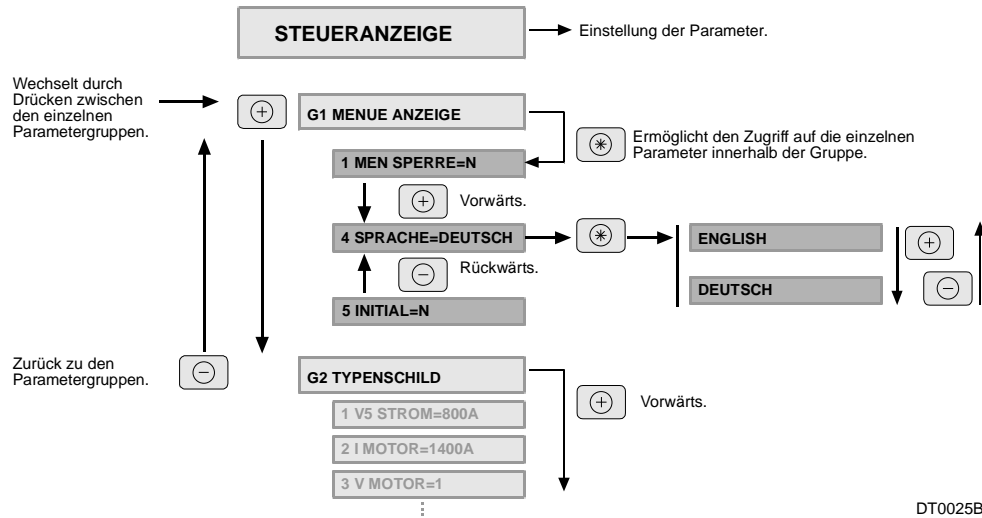 STEUERANZEIGE
Einstellung der Parameter.
Wechselt durch
Drücken zwischen
den einzelnen
Parametergruppen.
G1 MENUE ANZEIGE
Ermöglicht den Zugriff auf die einzelnen
Parameter innerhalb der Gruppe.
1 MEN SPERRE=N
Vorwärts.
4 SPRACHE=DEUTSCH
ENGLISH
Rückwärts.
DEUTSCH
5 INITIAL=N
Zurück zu den
Parametergruppen.
G2 TYPENSCHILD
Vorwärts.
1 V5 STROM=800A
2 I MOTOR=1400A
3 V MOTOR=1
DT0025B